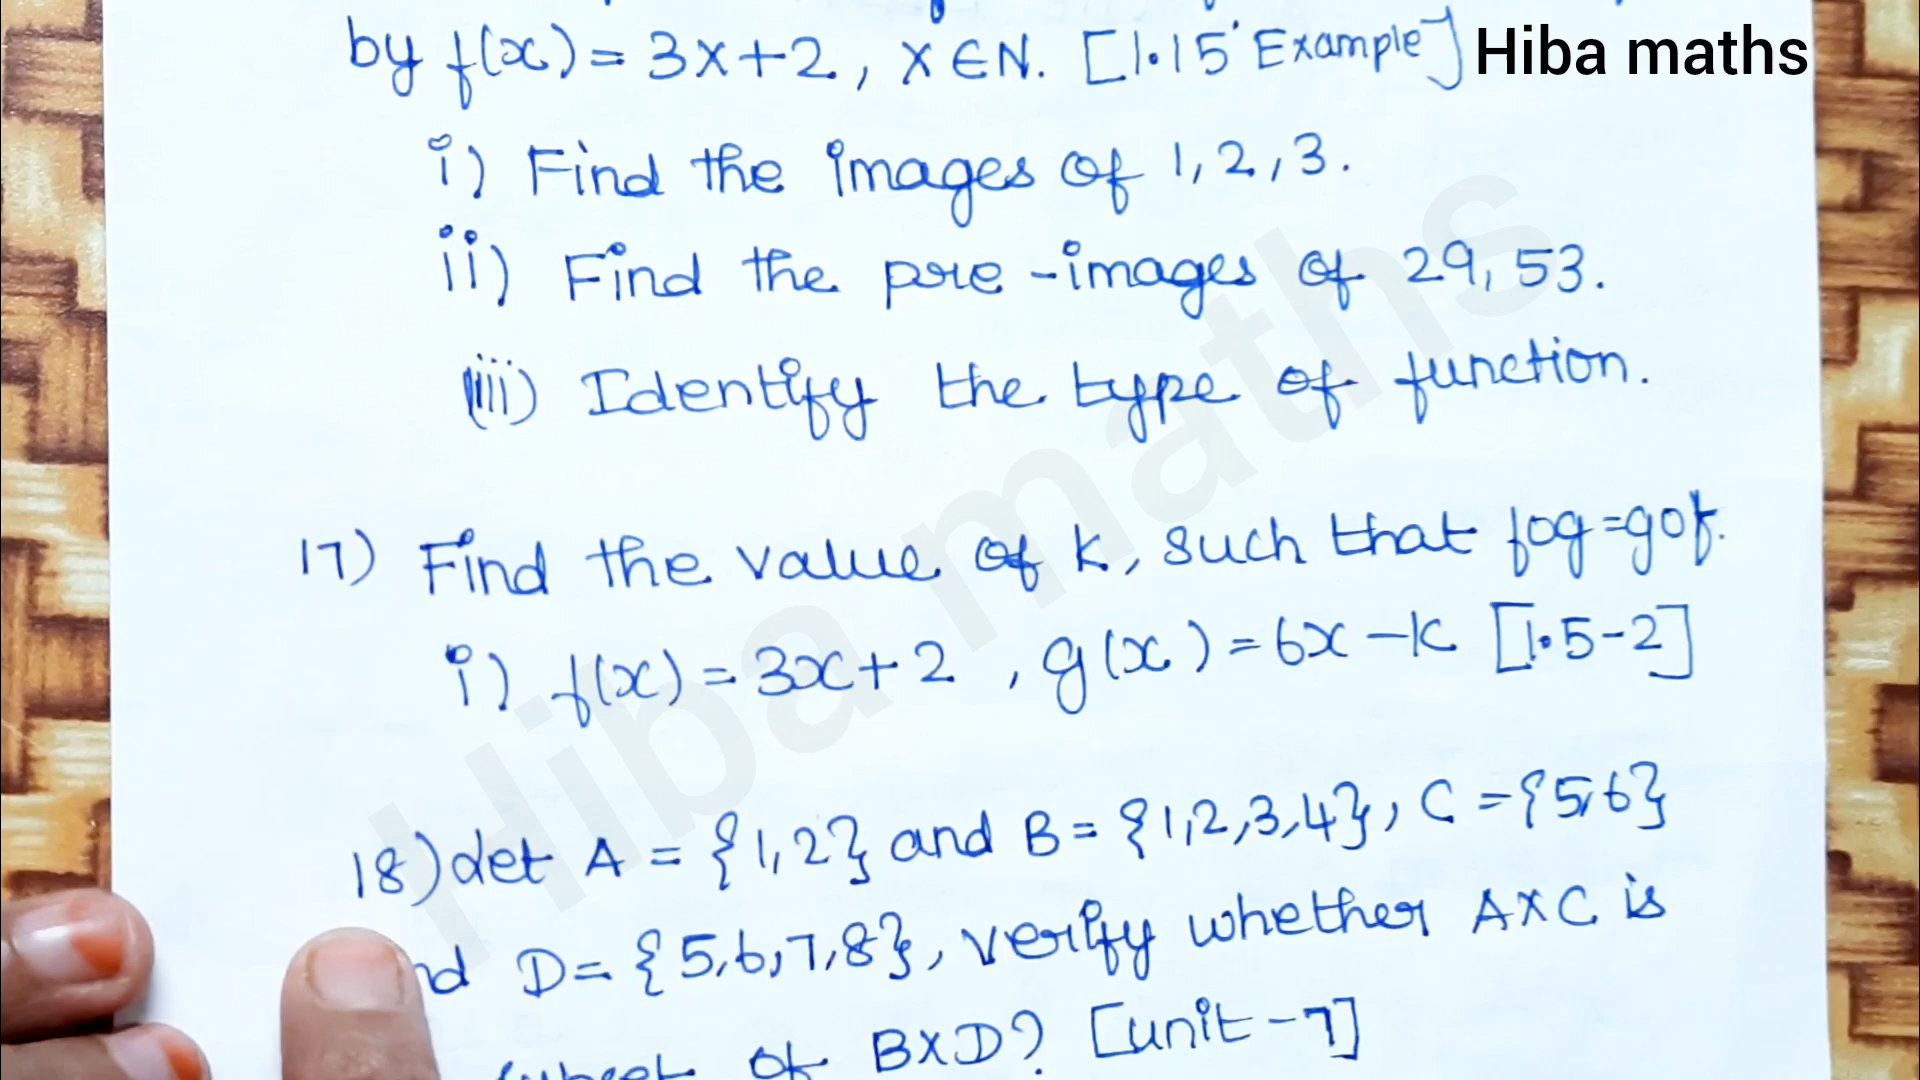 by f(x) = 3x+2, x ∈ N. [1.15 Example] Hiba maths
i) Find the images of 1, 2, 3.
ii) Find the pre-images of 29, 53.
(iii) Identify the type of function.
17) Find the value of k, such that fog=gof.
i) f(x) = 3x+2, g(x) = 6x-k [1.5-2]
18) Let A = {1,2} and B = {1,2,3,4}, C = {5,6}
D= {5,6,7,8}, verify whether A×C is
of B×D? [unit-7]
Hiba maths